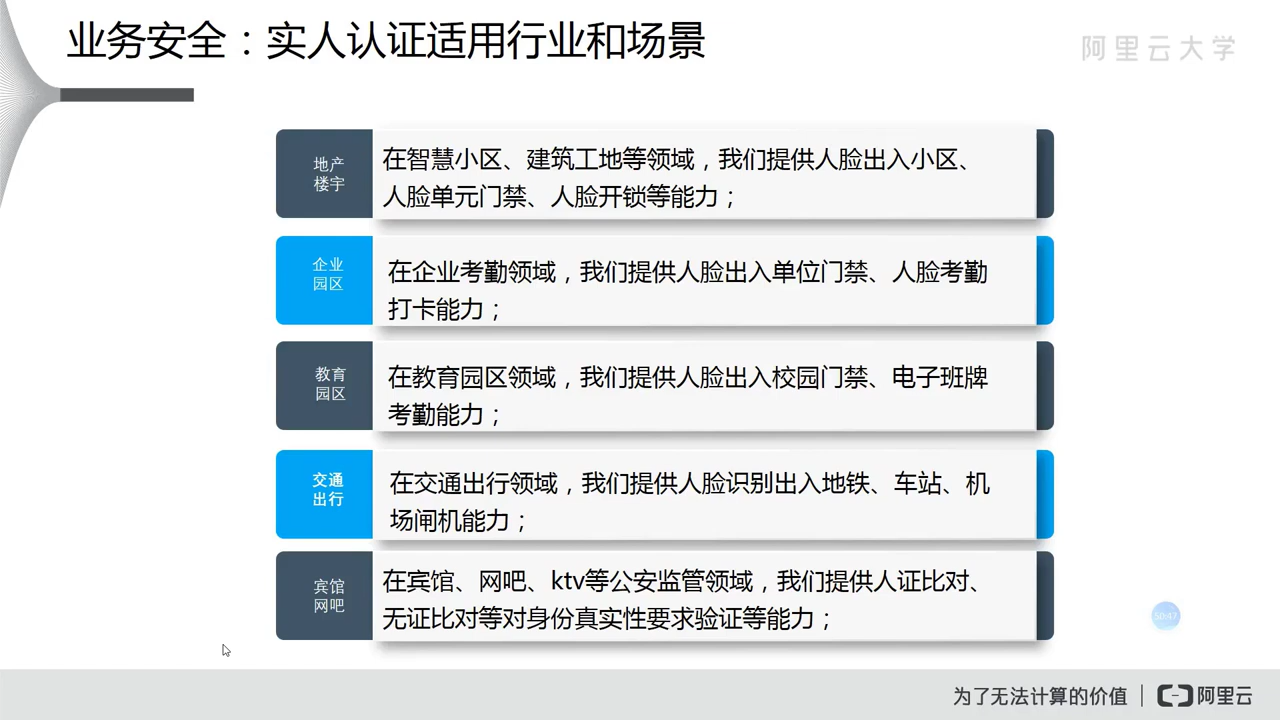 业务安全：实人认证适用行业和场景
阿里云大学
地产
楼宇
在智慧小区、建筑工地等领域，我们提供人脸出入小区、
人脸单元门禁、人脸开锁等能力；
企业
园区
在企业考勤领域，我们提供人脸出入单位门禁、人脸考勤
打卡能力；
教育
园区
在教育园区领域，我们提供人脸出入校园门禁、电子班牌
考勤能力；
交通
出行
在交通出行领域，我们提供人脸识别出入地铁、车站、机
场闸机能力；
宾馆
网吧
在宾馆、网吧、ktv等公安监管领域，我们提供人证比对、
无证比对等对身份真实性要求验证等能力；
50:47
为了无法计算的价值
阿里云